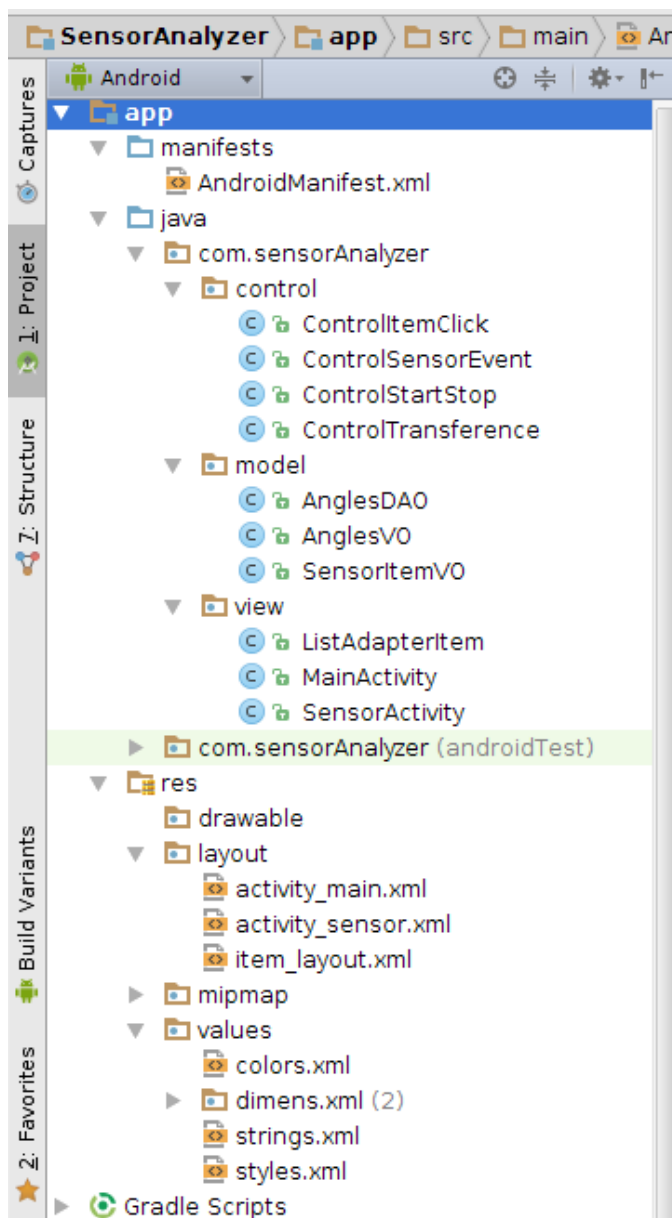 SensorAnalyzer app src main An
Android
app
manifests
AndroidManifest.xml
java
com.sensorAnalyzer
control
ControlItemClick
ControlSensorEvent
ControlStartStop
ControlTransference
model
AnglesDAO
AnglesVO
SensorItemVO
view
ListAdapterItem
MainActivity
SensorActivity
com.sensorAnalyzer (androidTest)
res
drawable
layout
activity_main.xml
activity_sensor.xml
item_layout.xml
mipmap
values
colors.xml
dimens.xml (2)
strings.xml
styles.xml
Gradle Scripts
Captures
1: Project
7: Structure
Build Variants
2: Favorites